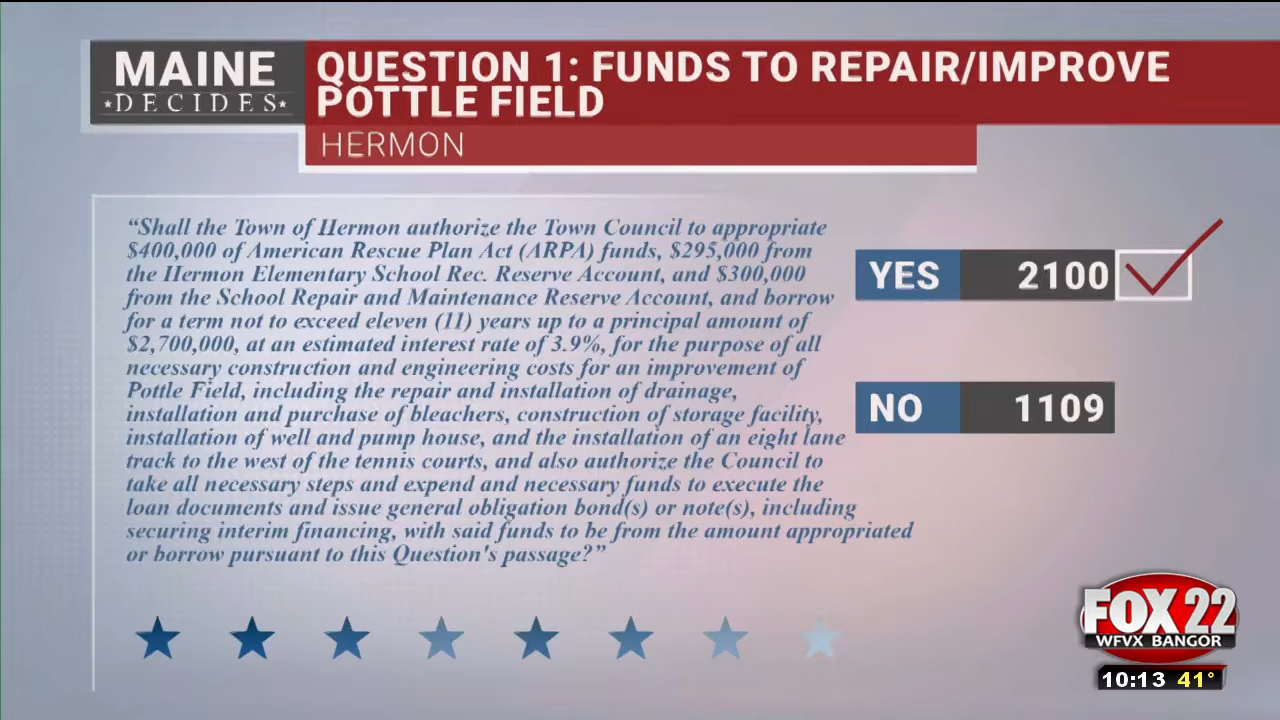 MAINE
DECIDES
QUESTION 1: FUNDS TO REPAIR/IMPROVE
POTTLE FIELD
HERMON
“Shall the Town of Hermon authorize the Town Council to appropriate
$400,000 of American Rescue Plan Act (ARPA) funds, $295,000 from
the Hermon Elementary School Rec. Reserve Account, and $300,000
from the School Repair and Maintenance Reserve Account, and borrow
for a term not to exceed eleven (11) years up to a principal amount of
$2,700,000, at an estimated interest rate of 3.9%, for the purpose of all
necessary construction and engineering costs for an improvement of
Pottle Field, including the repair and installation of drainage,
installation and purchase of bleachers, construction of storage facility,
installation of well and pump house, and the installation of an eight lane
track to the west of the tennis courts, and also authorize the Council to
take all necessary steps and expend and necessary funds to execute the
loan documents and issue general obligation bond(s) or note(s), including
securing interim financing, with said funds to be from the amount appropriated
or borrow pursuant to this Question's passage?”
YES 2100
NO 1109
FOX 22
WFVX BANGOR
10:13 41°